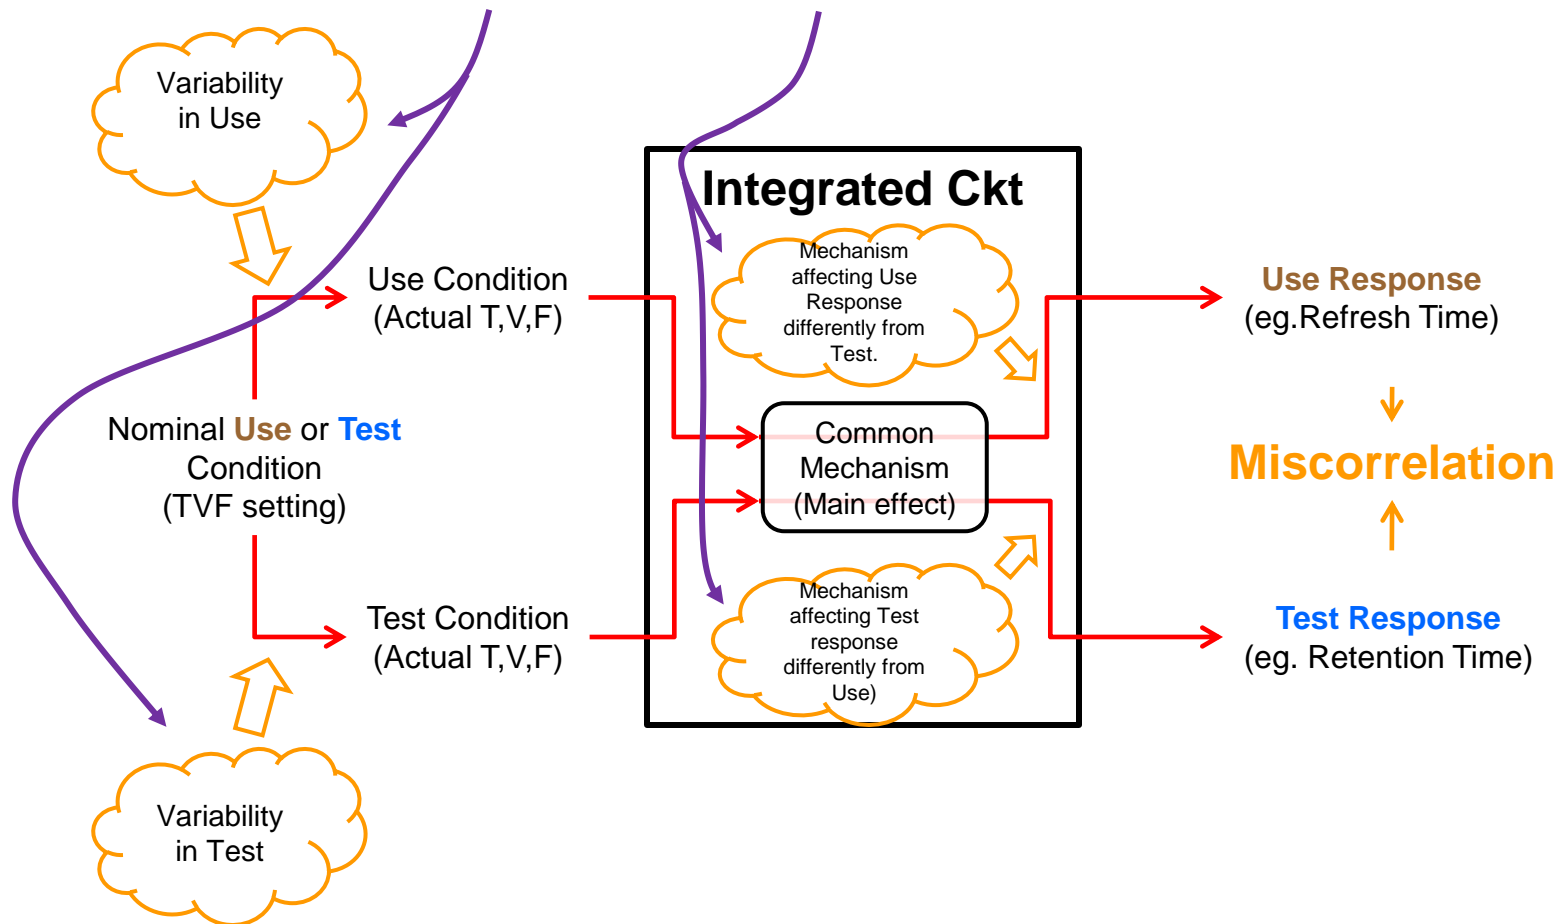 Variability
in Use
Integrated Ckt
Mechanism
affecting Use
Response
differently from
Test.
Use Condition
(Actual T,V,F)
Use Response
(eg.Refresh Time)
Nominal Use or Test
Condition
(TVF setting)
Common
Mechanism
(Main effect)
Miscorrelation
Mechanism
affecting Test
response
differently from
Use)
Test Condition
(Actual T,V,F)
Test Response
(eg. Retention Time)
Variability
in Test